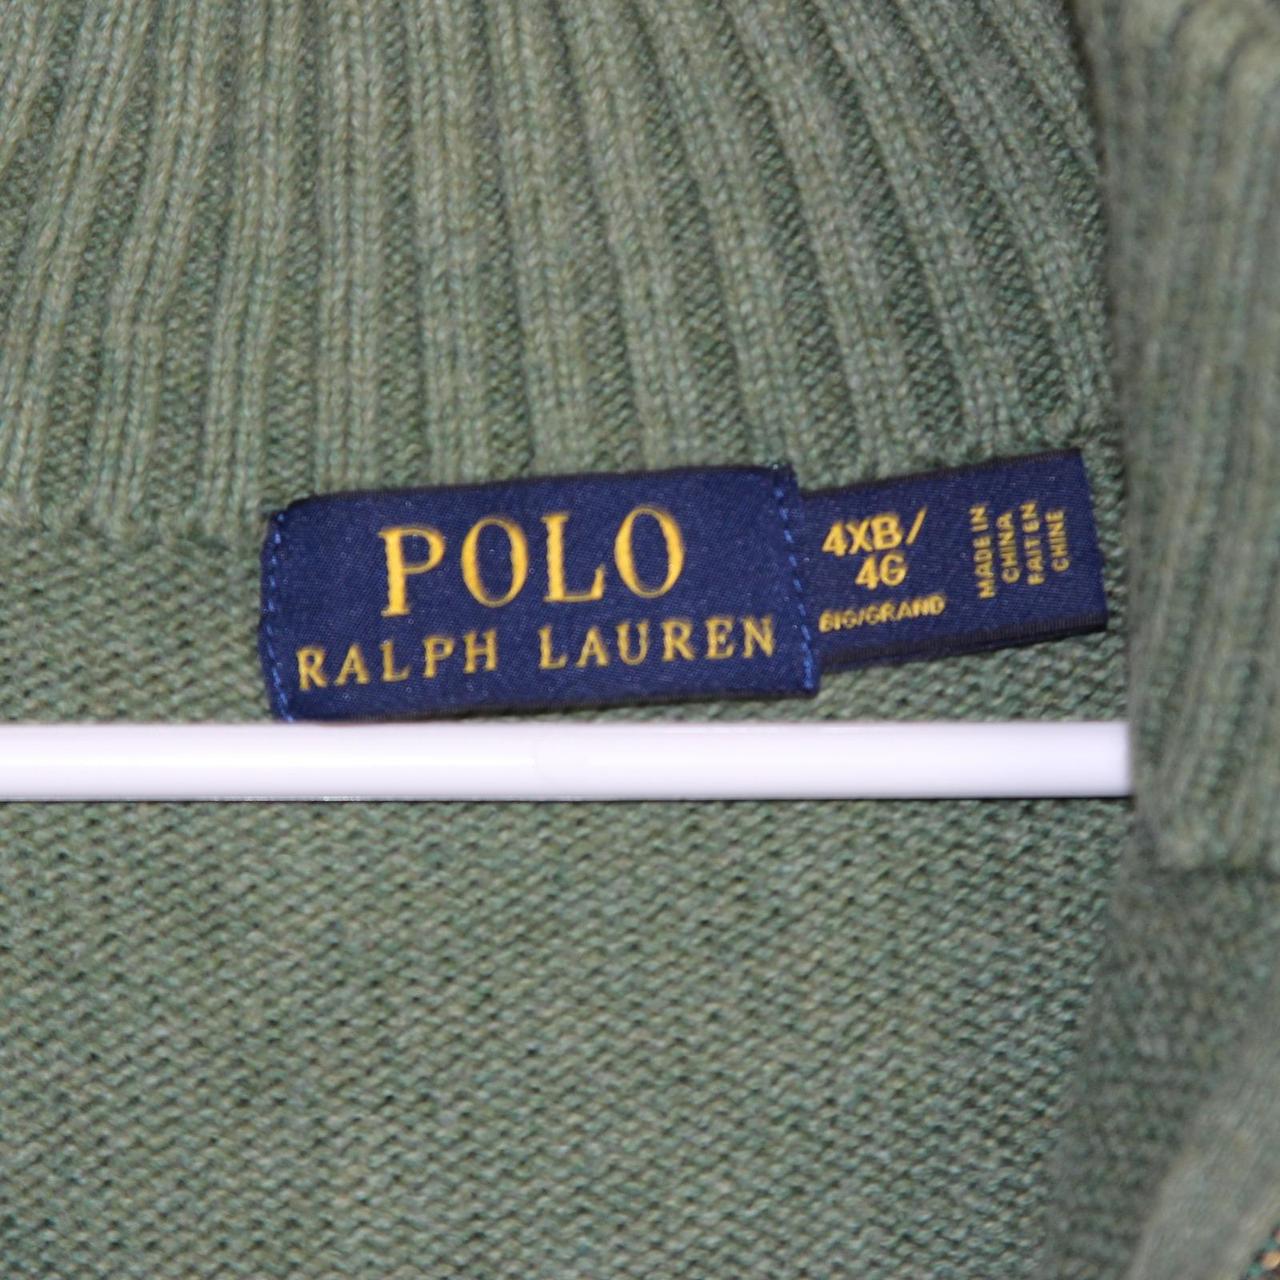 POLO
RALPH LAUREN
4XB/
4G
BIG/GRAND
MADE IN
CHINA
FAIT EN
CHINE